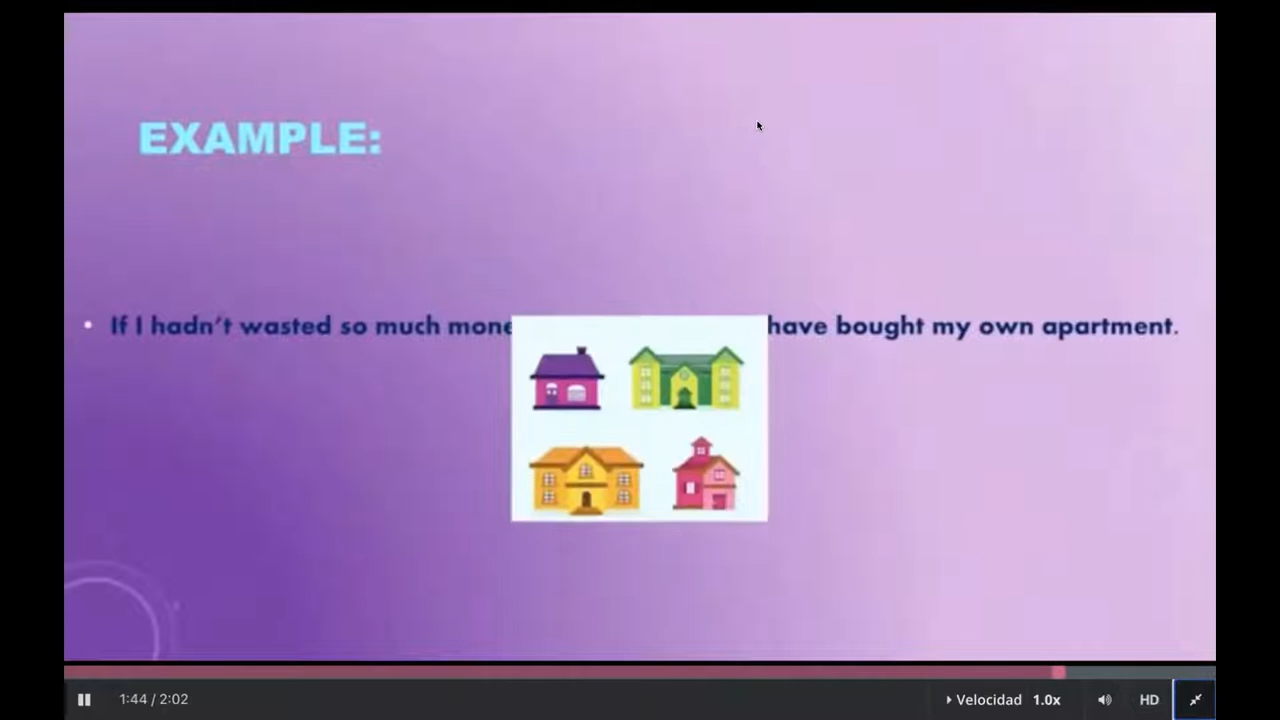 EXAMPLE:
• If I hadn't wasted so much mone have bought my own apartment.
1:44 / 2:02
Velocidad 1.0x
HD